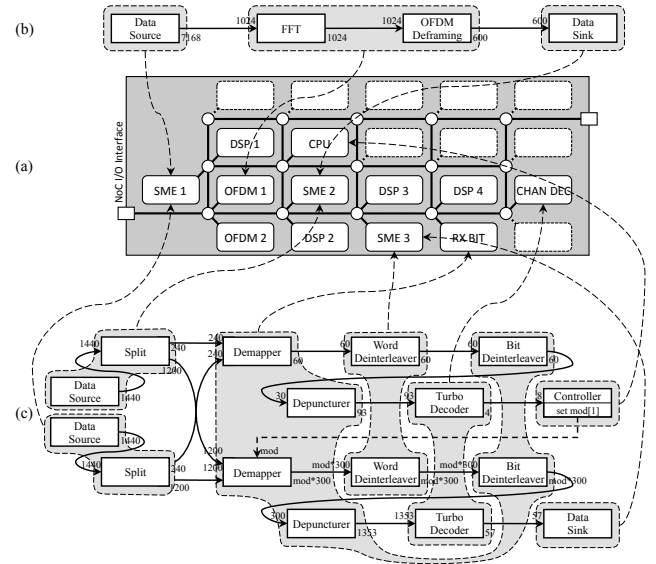 (b)
Data Source
7168
1024
FFT
1024
1024
OFDM Deframing
600
600
Data Sink
(a)
NoC I/O Interface
DSP 1
CPU
SME 1
OFDM 1
SME 2
DSP 3
DSP 4
CHAN DEC
OFDM 2
DSP 2
SME 3
RX BIT
(c)
1440
Split
240
1200
240
240
Demapper
60
60
Word Deinterleaver
60
60
Bit Deinterleaver
60
Data Source
1440
30
Depuncturer
93
93
Turbo Decoder
4
8
Controller
set mod[1]
Data Source
1440
mod
1440
Split
240
1200
1200
1200
Demapper
mod*300
mod*300
Word Deinterleaver
mod*300
mod*300
Bit Deinterleaver
mod*300
300
Depuncturer
1353
1353
Turbo Decoder
57
57
Data Sink